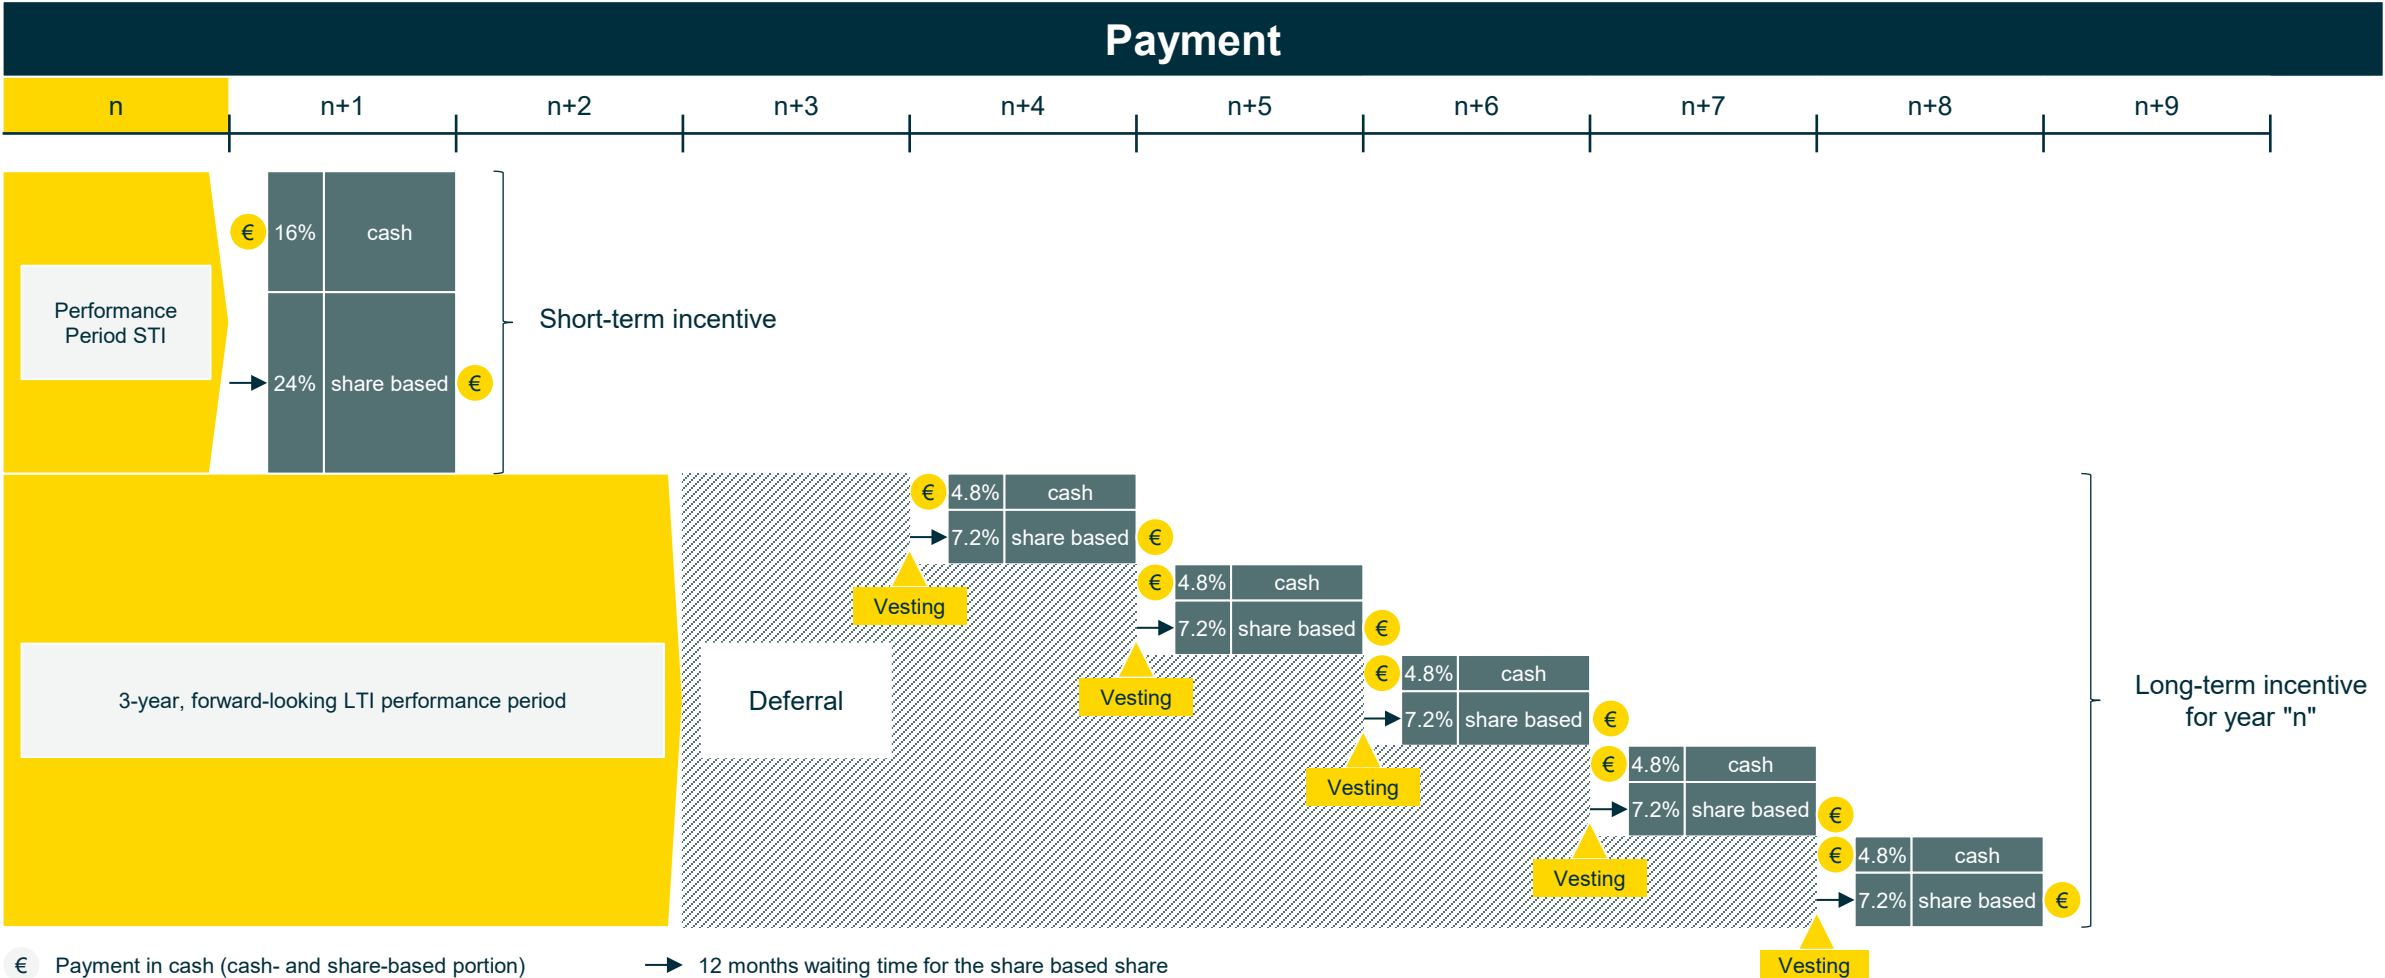 Payment
n
n+1
n+2
n+3
n+4
n+5
n+6
n+7
n+8
n+9
€ 16% cash
Performance
Period STI
24% share based €
Short-term incentive
€ 4.8% cash
7.2% share based €
Vesting
€ 4.8% cash
7.2% share based €
Vesting
€ 4.8% cash
7.2% share based €
Vesting
€ 4.8% cash
7.2% share based €
Vesting
€ 4.8% cash
7.2% share based €
Vesting
3-year, forward-looking LTI performance period
Deferral
Long-term incentive
for year "n"
€ Payment in cash (cash- and share-based portion)
12 months waiting time for the share based share